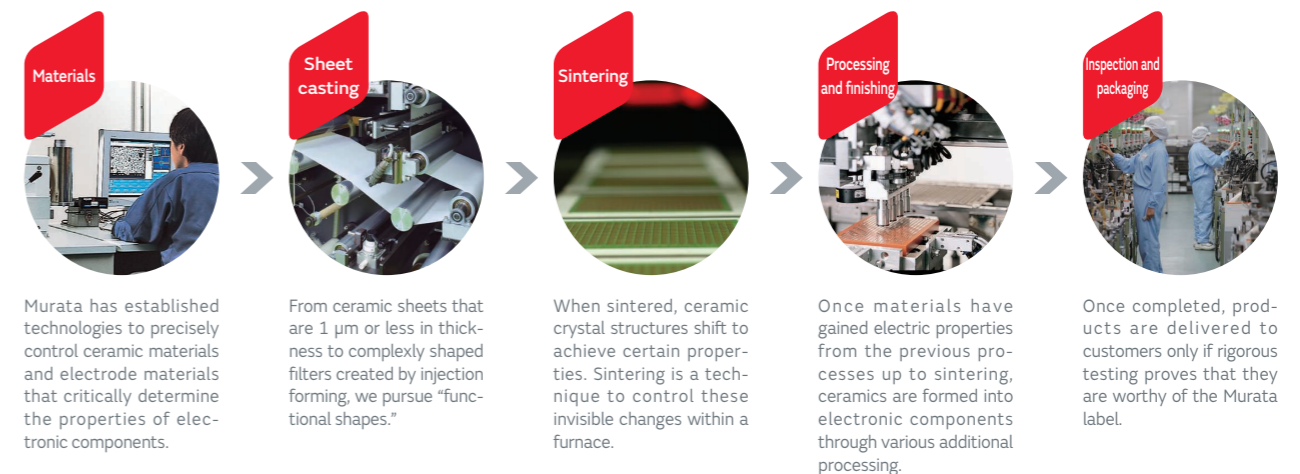 Materials
Murata has established
technologies to precisely
control ceramic materials
and electrode materials
that critically determine
the properties of elec-
tronic components.
Sheet
casting
From ceramic sheets that
are 1 μm or less in thick-
ness to complexly shaped
filters created by injection
forming, we pursue “func-
tional shapes.”
Sintering
When sintered, ceramic
crystal structures shift to
achieve certain proper-
ties. Sintering is a tech-
nique to control these
invisible changes within a
furnace.
Processing
and finishing
Once materials have
gained electric properties
from the previous pro-
cesses up to sintering,
ceramics are formed into
electronic components
through various additional
processing.
Inspection and
packaging
Once completed, prod-
ucts are delivered to
customers only if rigorous
testing proves that they
are worthy of the Murata
label.